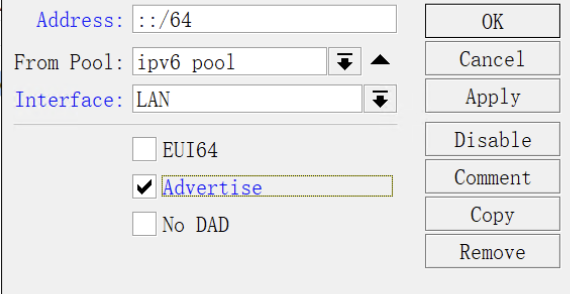 Address: ::/64 OK
From Pool: ipv6 pool Cancel
Interface: LAN Apply
EUI64 Disable
Advertise Comment
No DAD Copy
Remove